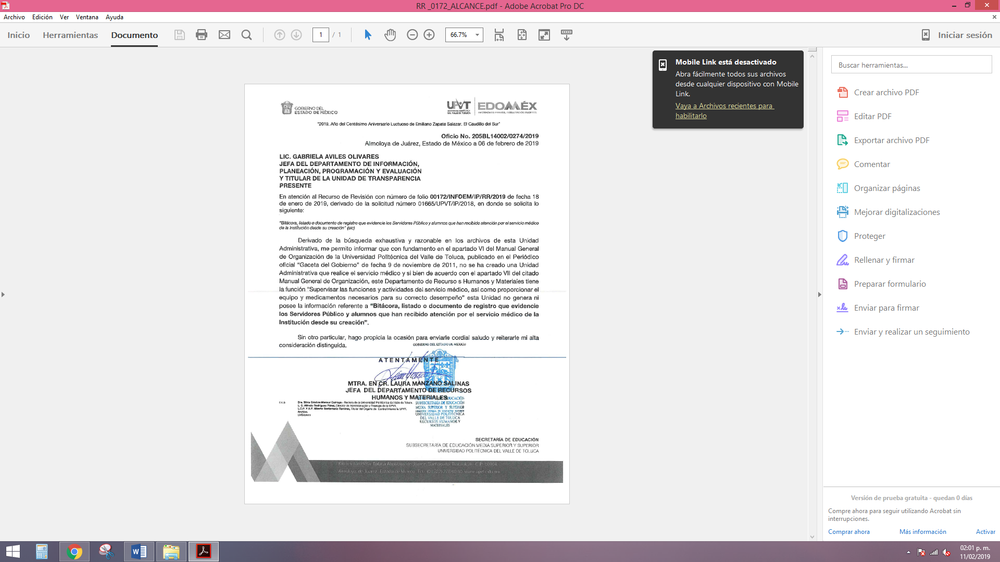 RR _0172_ALCANCE.pdf - Adobe Acrobat Pro DC
Archivo Edición Ver Ventana Ayuda
Inicio Herramientas Documento 1 / 1 66.7% Iniciar sesión
Mobile Link está desactivado
Abra fácilmente todos sus archivos
desde cualquier dispositivo con Mobile
Link.
Vaya a Archivos recientes para
habilitarlo
GOBIERNO DEL
ESTADO DE MÉXICO
UPVT
UNIVERSIDAD POLITÉCNICA
DEL VALLE DE TOLUCA
EDOMÉX
DECISIONES FIRMES, RESULTADOS FUERTES.
"2019. Año del Centésimo Aniversario Luctuoso de Emiliano Zapata Salazar. El Caudillo del Sur"
Oficio No. 205BL14002/0274/2019
Almoloya de Juárez, Estado de México a 06 de febrero de 2019
LIC. GABRIELA AVILES OLIVARES
JEFA DEL DEPARTAMENTO DE INFORMACIÓN,
PLANEACIÓN, PROGRAMACIÓN Y EVALUACIÓN
Y TITULAR DE LA UNIDAD DE TRANSPARENCIA
PRESENTE
En atención al Recurso de Revisión con número de folio 00172/INFOEM/IP/RR/2019 de fecha 18
de enero de 2019, derivado de la solicitud número 01665/UPVT/IP/2018, en donde se solicita lo
siguiente:
"Bitácora, listado o documento de registro que evidencie los Servidores Público y alumnos que han recibido atención por el servicio médico
de la Institución desde su creación" (sic)
Derivado de la búsqueda exhaustiva y razonable en los archivos de esta Unidad
Administrativa, me permito informar que con fundamento en el apartado VI del Manual General
de Organización de la Universidad Politécnica del Valle de Toluca, publicado en el Periódico
oficial "Gaceta del Gobierno" de fecha 9 de noviembre de 2011, no se ha creado una Unidad
Administrativa que realice el servicio médico y si bien de acuerdo con el apartado VII del citado
Manual General de Organización, este Departamento de Recurso s Humanos y Materiales tiene
la función "Supervisar las funciones y actividades del servicio médico, así como proporcionar el
equipo y medicamentos necesarios para su correcto desempeño" esta Unidad no genera ni
posee la información referente a "Bitácora, listado o documento de registro que evidencie
los Servidores Público y alumnos que han recibido atención por el servicio médico de la
Institución desde su creación".
Sin otro particular, hago propicia la ocasión para enviarle cordial saludo y reiterarle mi alta
consideración distinguida.
GOBIERNO DEL ESTADO DE MEXICO
ATENTAMENTE
MTRA. EN CR. LAURA MANZANO SALINAS
JEFA DEL DEPARTAMENTO DE RECURSOS
HUMANOS Y MATERIALES
DE EDUCACIÓN
SUBSECRETARÍA DE EDUCACIÓN
MEDIA SUPERIOR Y SUPERIOR
DIRECCIÓN GENERAL DE EDUCACIÓN SUPERIOR
UNIVERSIDAD POLITÉCNICA
DEL VALLE DE TOLUCA
RECURSOS HUMANOS Y
MATERIALES
c.c.p. Dra. Silvia Cristina Manzur Quiroga.- Rectora de la Universidad Politécnica del Valle de Toluca.
L. C. Alfredo Rodríguez Pérez, Director de Administración y Finanzas de la UPVT.
L.C.P. Y A.P. Alberto Santamaría Ramírez, Titular del Órgano de Control Interno la UPVT.
Archivo.
SECRETARÍA DE EDUCACIÓN
SUBSECRETARÍA DE EDUCACIÓN MEDIA SUPERIOR Y SUPERIOR
UNIVERSIDAD POLITÉCNICA DEL VALLE DE TOLUCA
Almoloya de Juárez, Estado de México
Buscar herramientas...
Crear archivo PDF
Editar PDF
Exportar archivo PDF
Comentar
Organizar páginas
Mejorar digitalizaciones
Proteger
Rellenar y firmar
Preparar formulario
Enviar para firmar
Enviar y realizar un seguimiento
Versión de prueba gratuita - quedan 0 días
Compre ahora para seguir utilizando Acrobat sin
interrupciones.
Comprar ahora Más información Activar
02:01 p. m.
11/02/2019